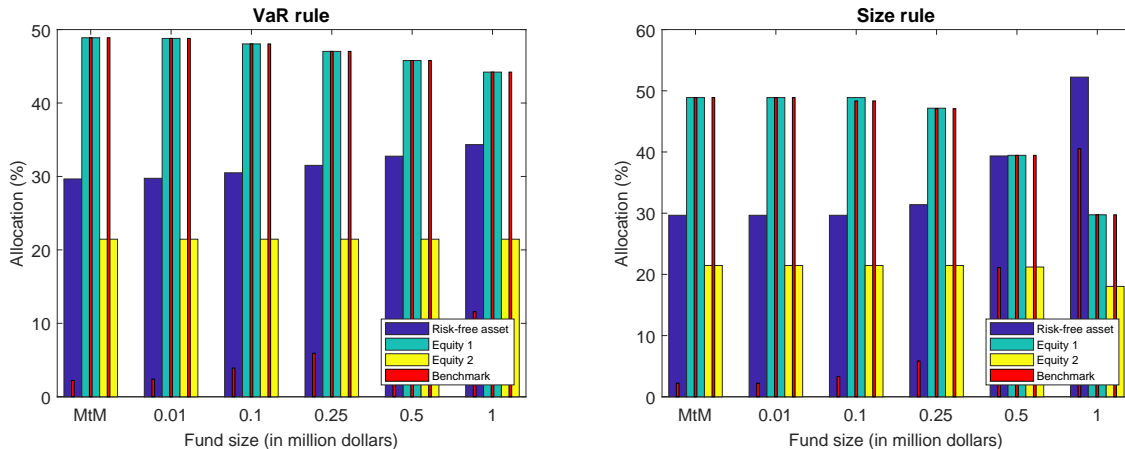 VaR rule
50
40
30
20
10
0
Allocation (%)
Risk-free asset
Equity 1
Equity 2
Benchmark
MtM 0.01 0.1 0.25 0.5 1
Fund size (in million dollars)
Size rule
60
50
40
30
20
10
0
Allocation (%)
Risk-free asset
Equity 1
Equity 2
Benchmark
MtM 0.01 0.1 0.25 0.5 1
Fund size (in million dollars)